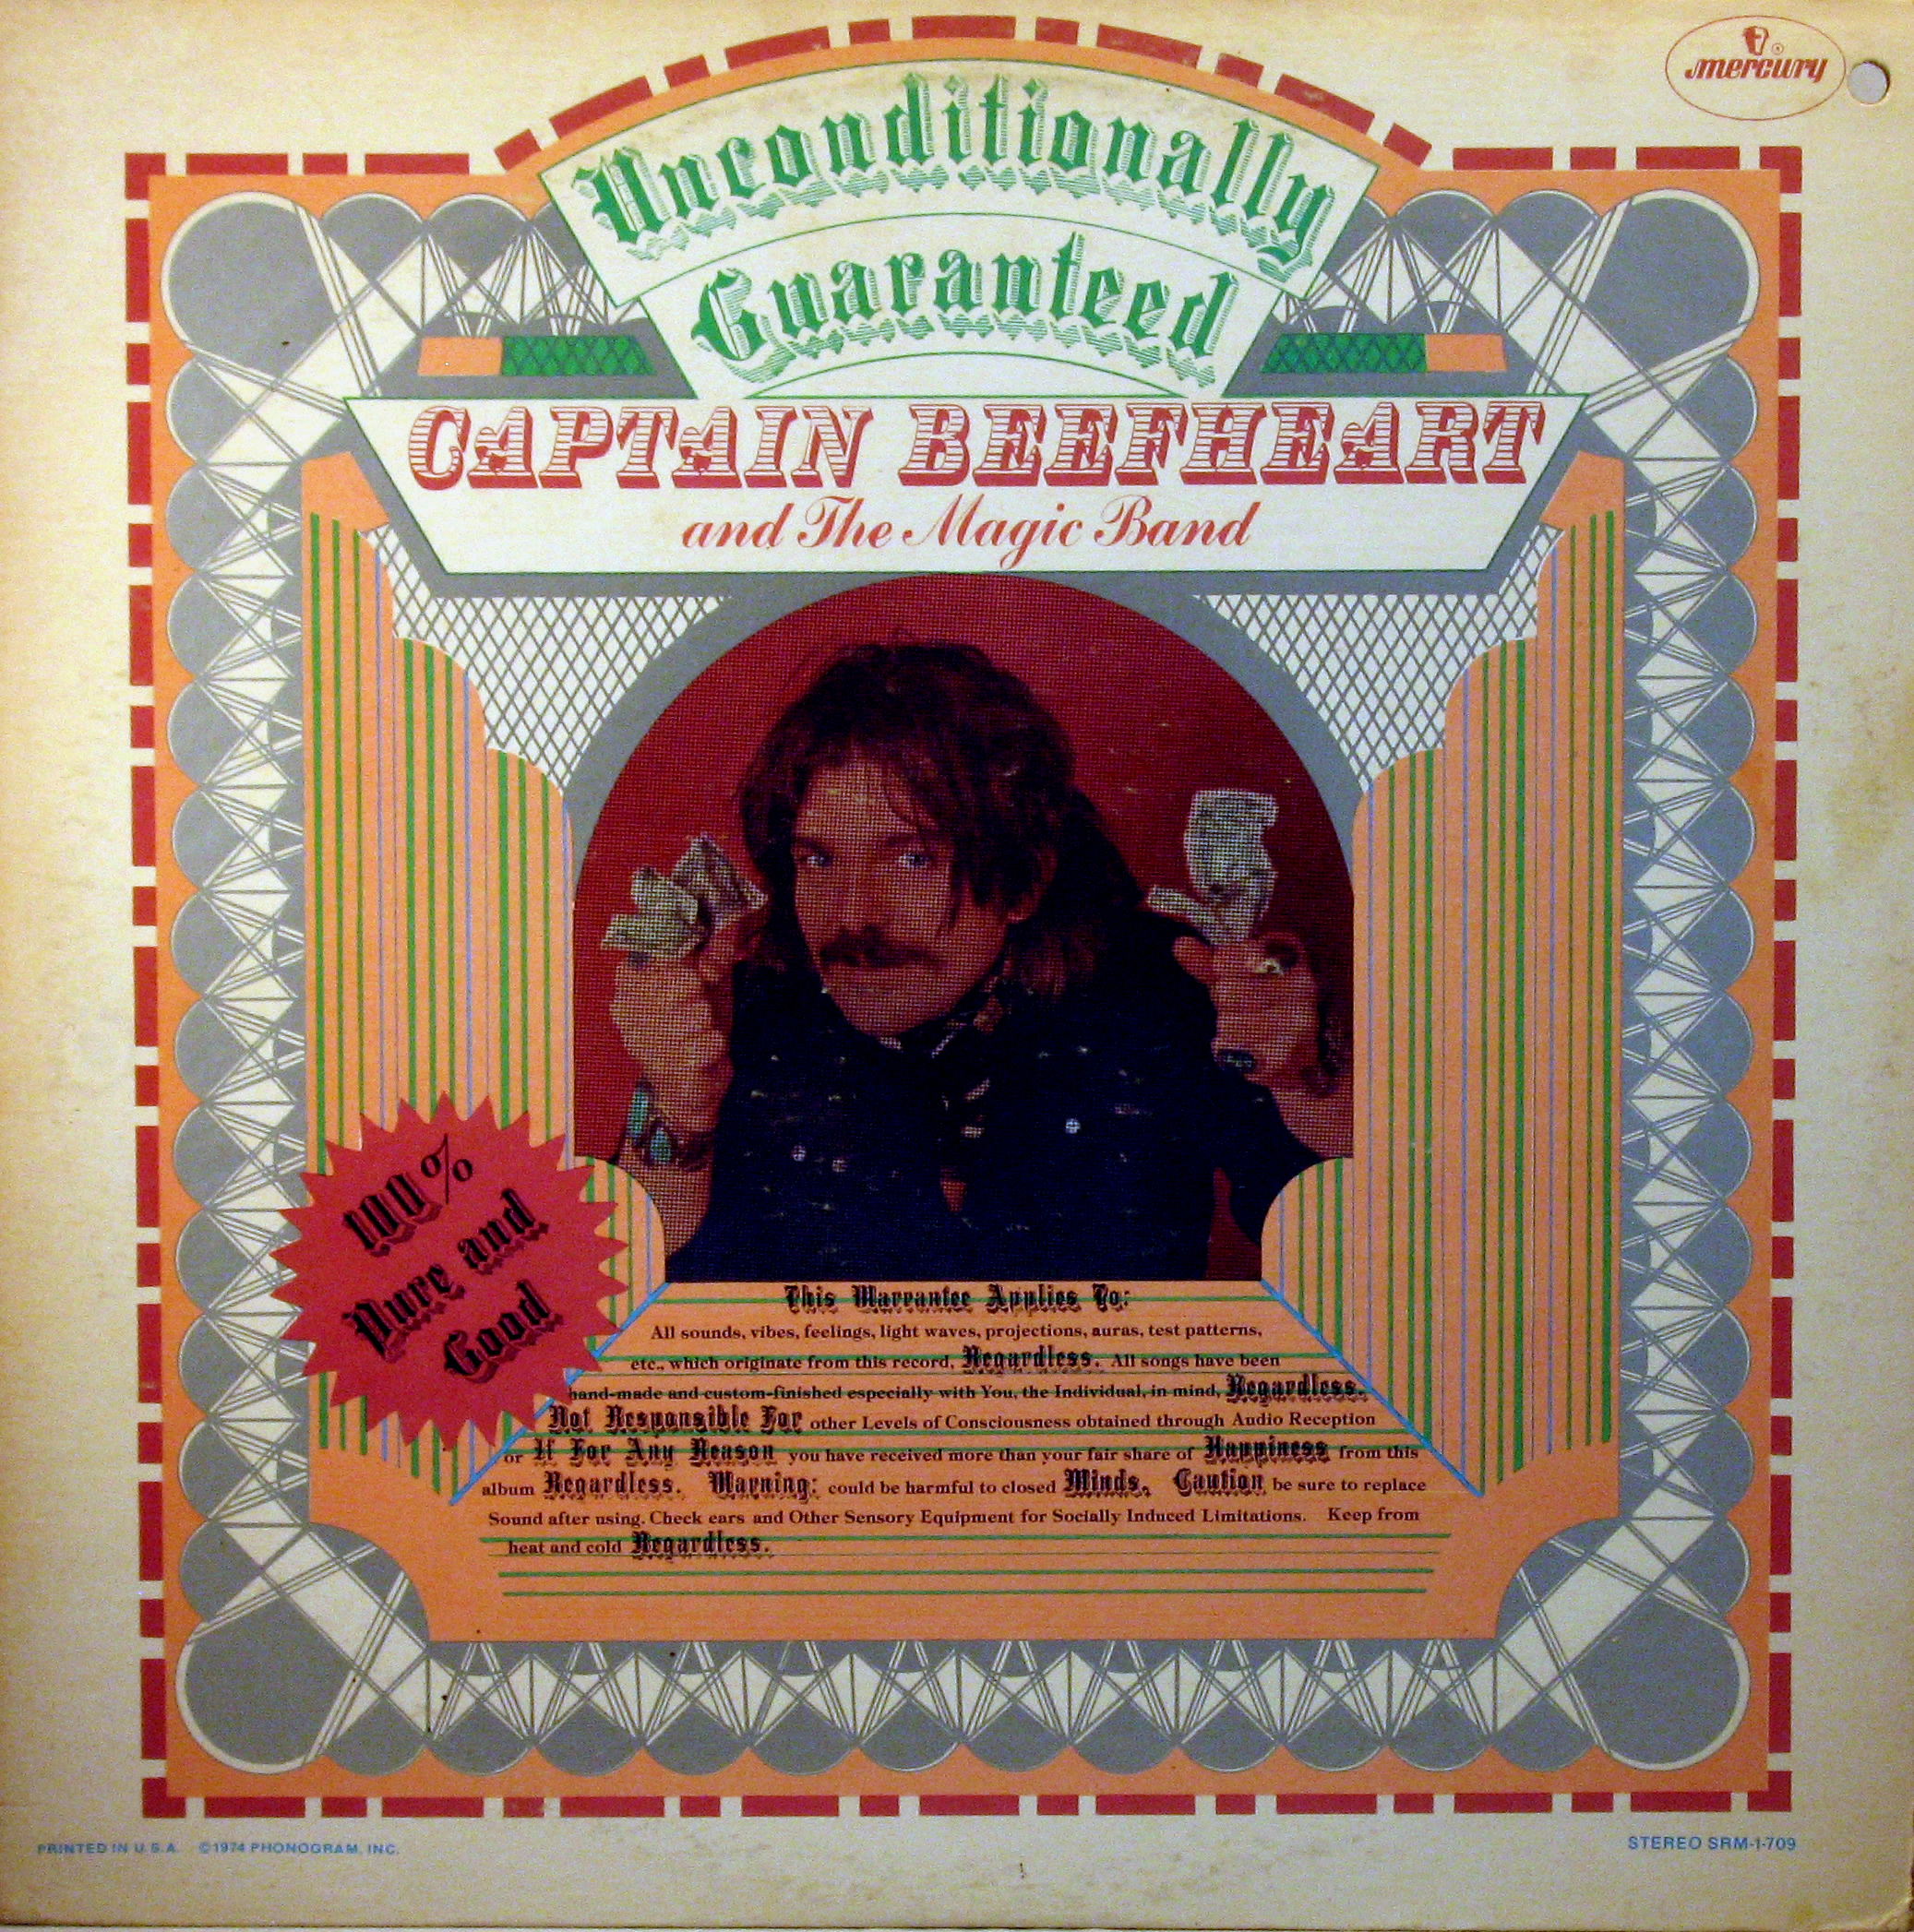 mercury
Unconditionally
Guaranteed
CAPTAIN BEEFHEART
and The Magic Band
100%
Pure and
Good
This Warrantee Applies To:
All sounds, vibes, feelings, light waves, projections, auras, test patterns,
etc., which originate from this record, Regardless. All songs have been
hand-made and custom-finished especially with You, the Individual, in mind, Regardless.
Not Responsible For other Levels of Consciousness obtained through Audio Reception
or If For Any Reason you have received more than your fair share of Happiness from this
album Regardless. Warning: could be harmful to closed Minds, Caution be sure to replace
Sound after using. Check ears and Other Sensory Equipment for Socially Induced Limitations. Keep from
heat and cold Regardless.
PRINTED IN U.S.A. ©1974 PHONOGRAM, INC.
STEREO SRM-1-709